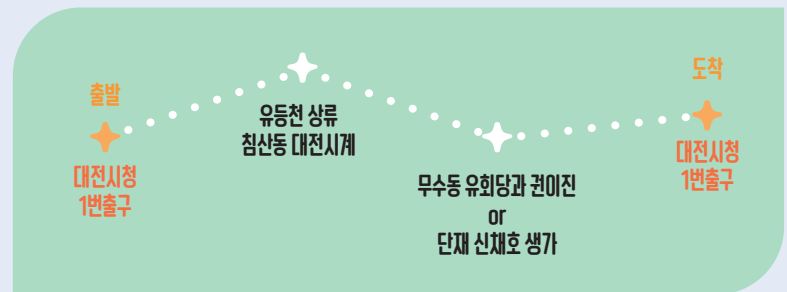 출발
대전시청
1번출구
유등천 상류
침산동 대전시계
무수동 유회당과 권이진
or
단재 신채호 생가
도착
대전시청
1번출구